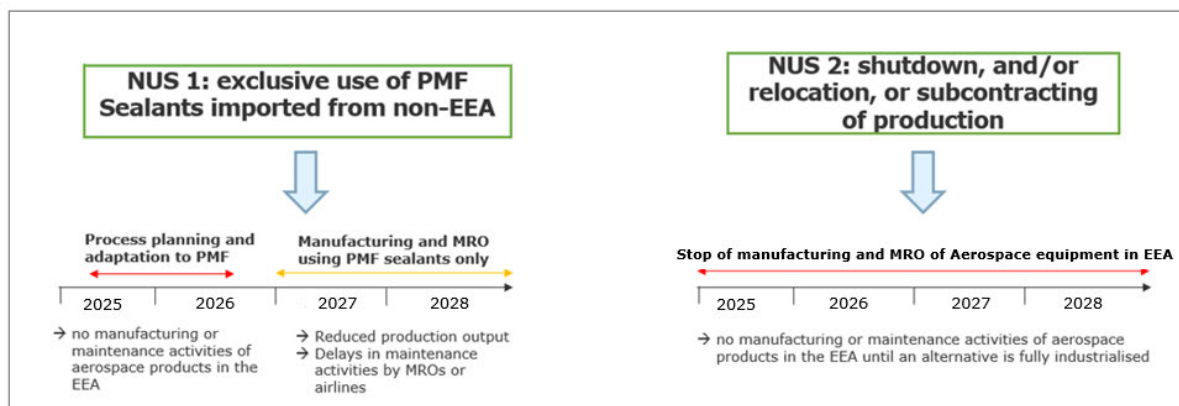 NUS 1: exclusive use of PMF
Sealants imported from non-EEA
Process planning and
adaptation to PMF
Manufacturing and MRO
using PMF sealants only
2025
2026
2027
2028
→ no manufacturing or
maintenance activities of
aerospace products in the
EEA
→ Reduced production output
→ Delays in maintenance
activities by MROs or
airlines
NUS 2: shutdown, and/or
relocation, or subcontracting
of production
Stop of manufacturing and MRO of Aerospace equipment in EEA
2025
2026
2027
2028
→ no manufacturing or maintenance activities of aerospace
products in the EEA until an alternative is fully industrialised